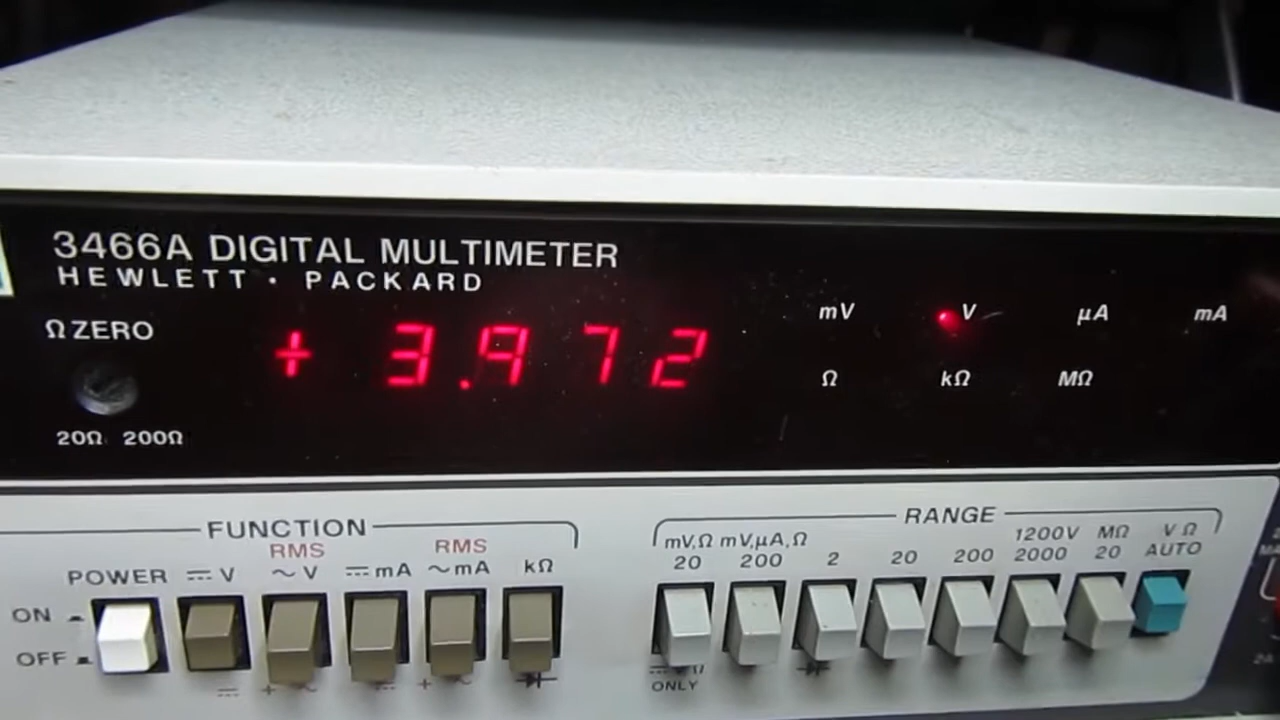 3466A DIGITAL MULTIMETER
HEWLETT · PACKARD
Ω ZERO
20Ω 200Ω
+ 3.972
mV V μA mA
Ω kΩ MΩ
FUNCTION
RMS RMS
POWER ⎓ V ~ V ⎓ mA ~ mA kΩ
ON
OFF
⎓ + ~ ⎓ + ~
RANGE
mV,Ω mV,μA,Ω 1200V MΩ V Ω
20 200 2 20 200 2000 20 AUTO
ONLY